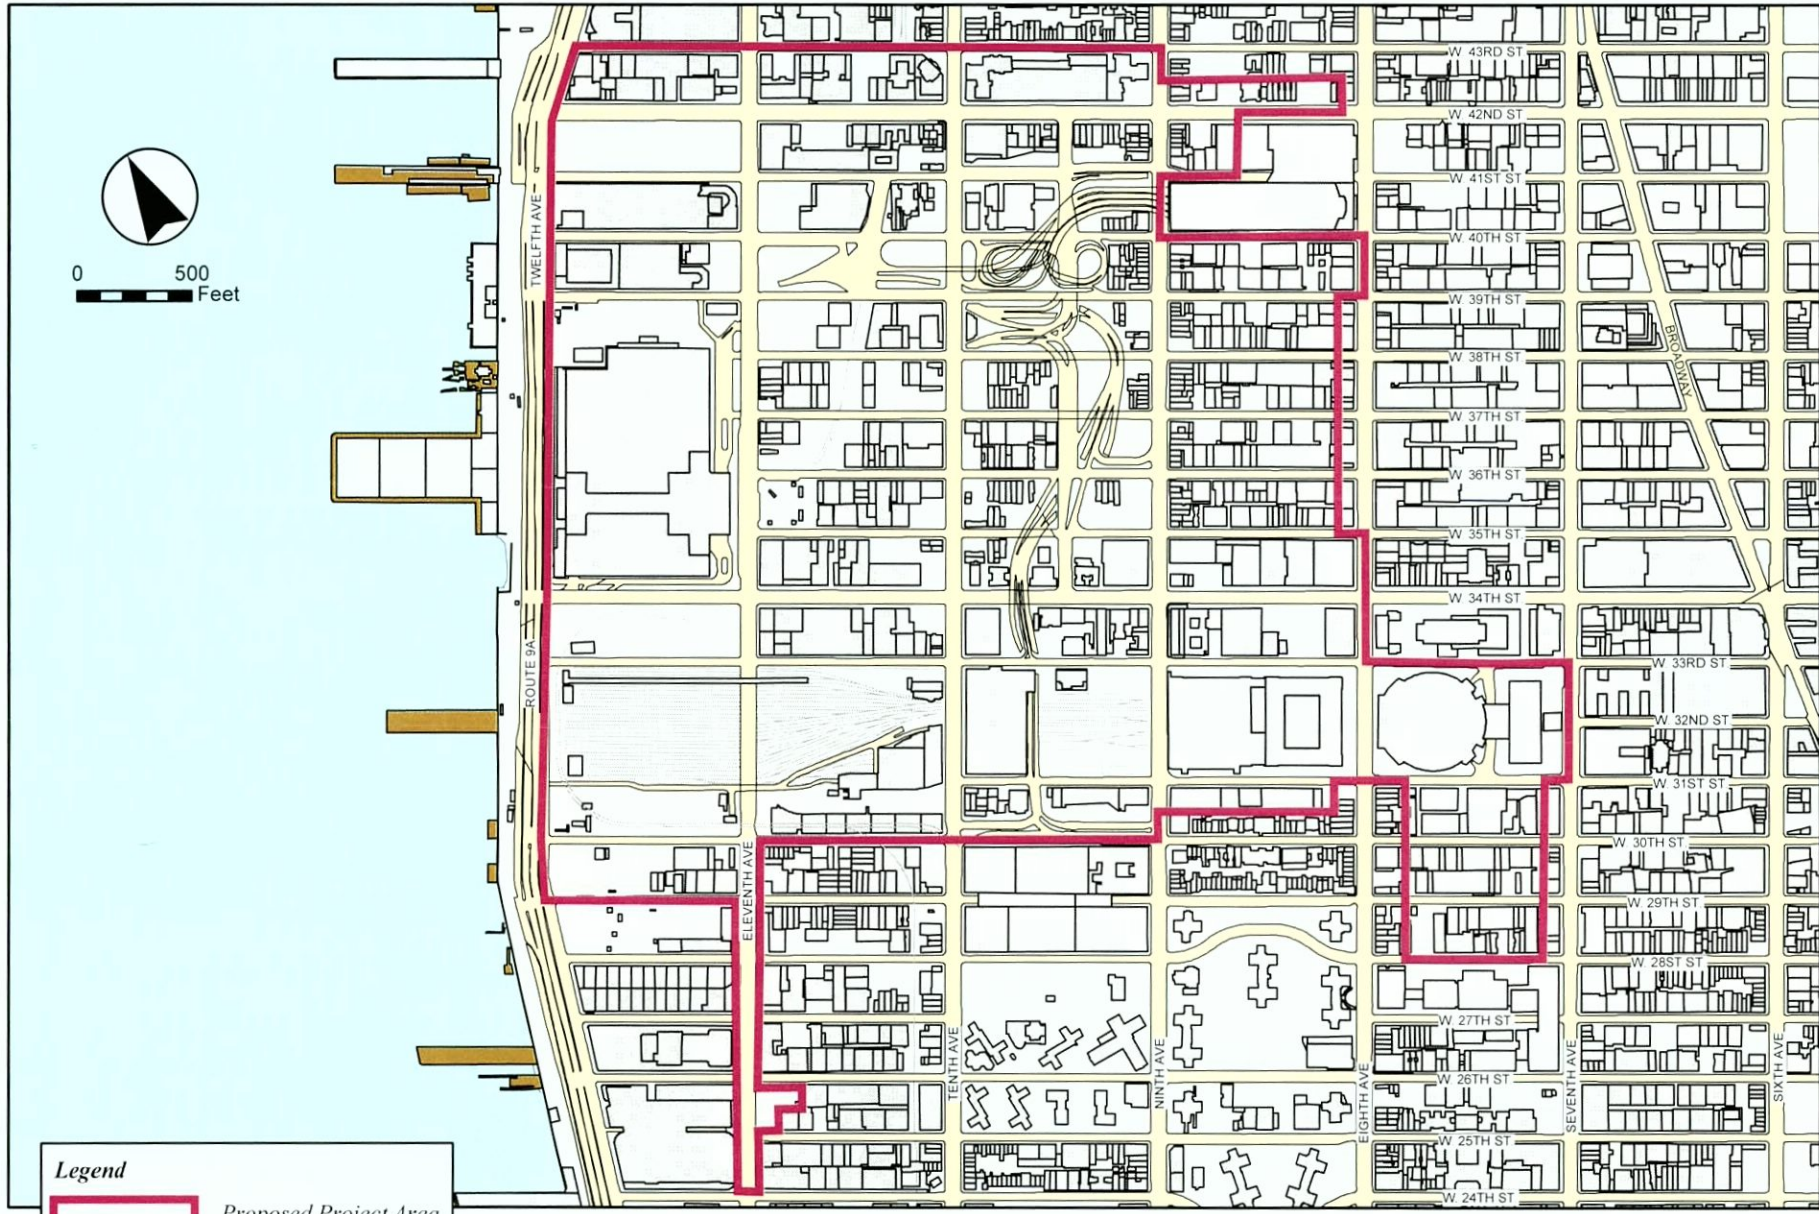 W. 43RD ST
W. 42ND ST
W. 41ST ST
W. 40TH ST
W. 39TH ST
W. 38TH ST
W. 37TH ST
W. 36TH ST
W. 35TH ST
W. 34TH ST
W. 33RD ST
W. 32ND ST
W. 31ST ST
W. 30TH ST
W. 29TH ST
W. 28ST ST
W. 27TH ST
W. 26TH ST
W. 25TH ST
W. 24TH ST
TWELFTH AVE
ROUTE 9A
ELEVENTH AVE
TENTH AVE
NINTH AVE
EIGHTH AVE
SEVENTH AVE
SIXTH AVE
BROADWAY
0 500
Feet
Legend
Proposed Project Area